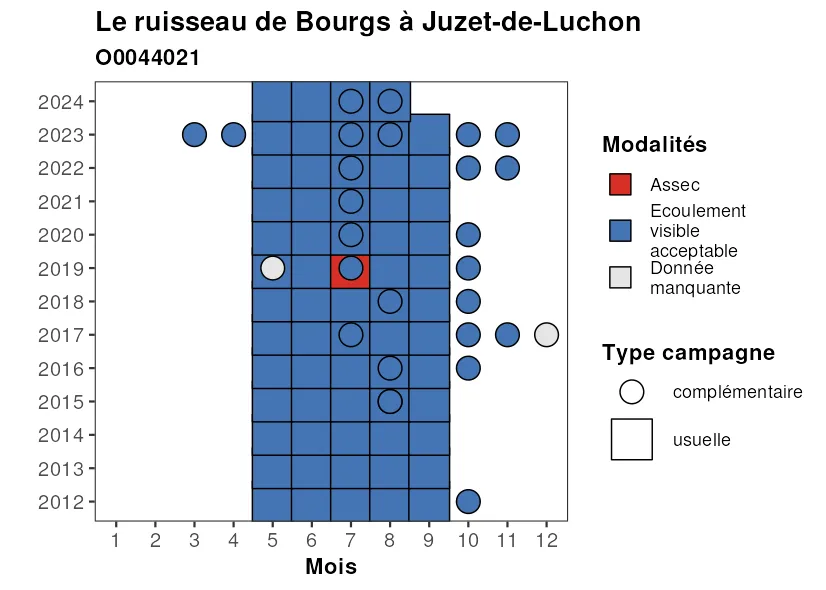 Le ruisseau de Bourgs à Juzet-de-Luchon
O0044021
2024
2023
2022
2021
2020
2019
2018
2017
2016
2015
2014
2013
2012
1 2 3 4 5 6 7 8 9 10 11 12
Mois
Modalités
Assec
Ecoulement
visible
acceptable
Donnée
manquante
Type campagne
complémentaire
usuelle